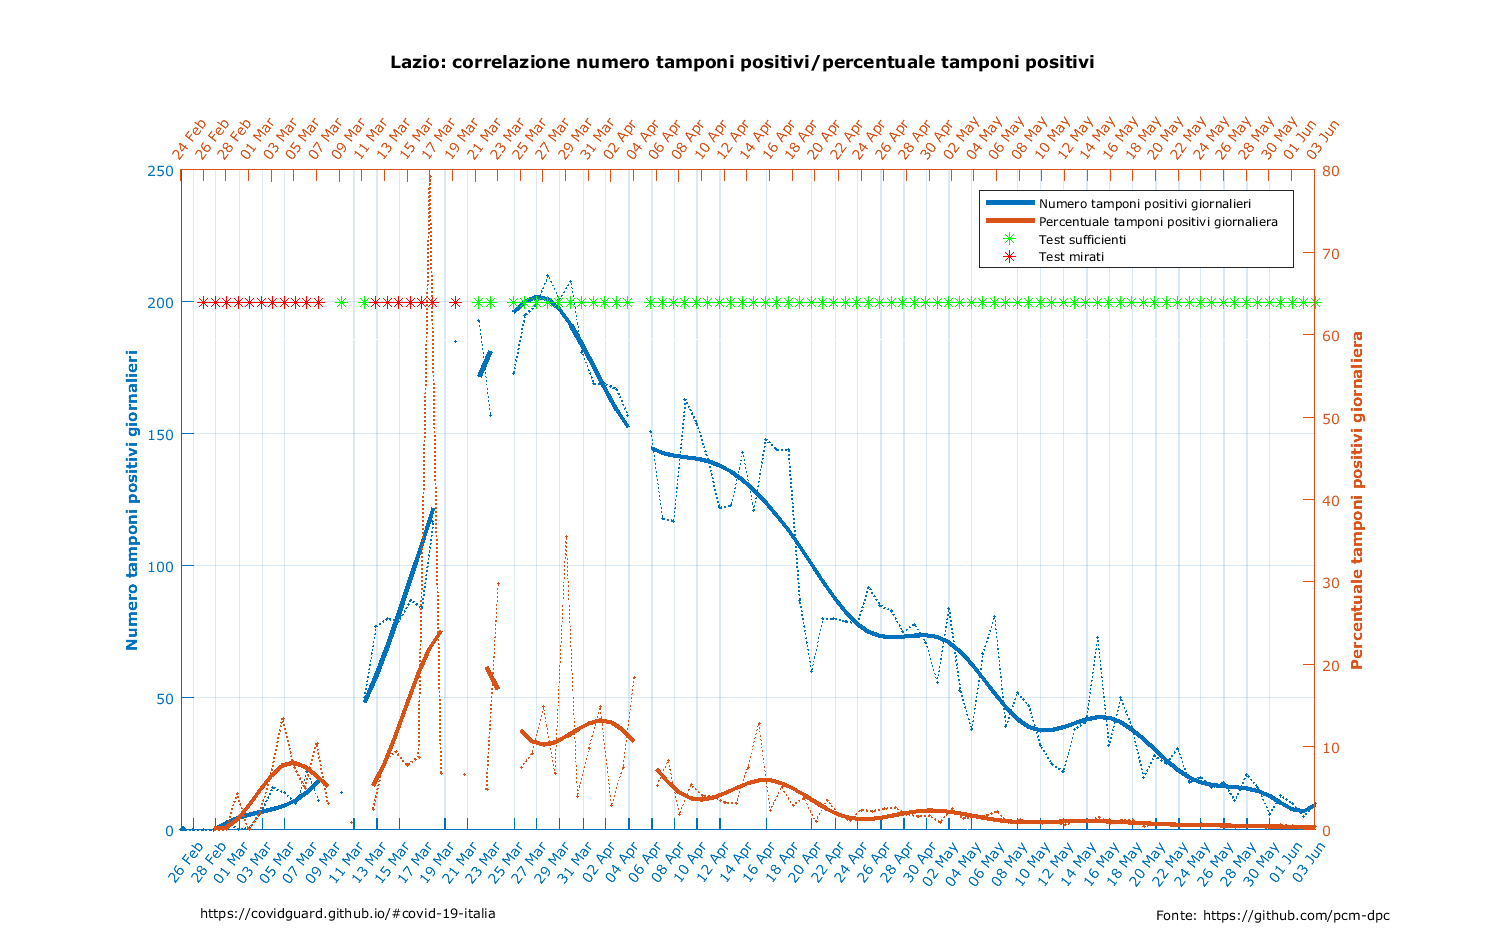 Lazio: correlazione numero tamponi positivi/percentuale tamponi positivi
24 Feb 26 Feb 28 Feb 01 Mar 03 Mar 05 Mar 07 Mar 09 Mar 11 Mar 13 Mar 15 Mar 17 Mar 19 Mar 21 Mar 23 Mar 25 Mar 27 Mar 29 Mar 31 Mar 02 Apr 04 Apr 06 Apr 08 Apr 10 Apr 12 Apr 14 Apr 16 Apr 18 Apr 20 Apr 22 Apr 24 Apr 26 Apr 28 Apr 30 Apr 02 May 04 May 06 May 08 May 10 May 12 May 14 May 16 May 18 May 20 May 22 May 24 May 26 May 28 May 30 May 01 Jun 03 Jun
250
200
150
100
50
0
Numero tamponi positivi giornalieri
Numero tamponi positivi giornalieri
Percentuale tamponi positivi giornaliera
Test sufficienti
Test mirati
80
70
60
50
40
30
20
10
0
Percentuale tamponi positivi giornaliera
26 Feb 28 Feb 01 Mar 03 Mar 05 Mar 07 Mar 09 Mar 11 Mar 13 Mar 15 Mar 17 Mar 19 Mar 21 Mar 23 Mar 25 Mar 27 Mar 29 Mar 31 Mar 02 Apr 04 Apr 06 Apr 08 Apr 10 Apr 12 Apr 14 Apr 16 Apr 18 Apr 20 Apr 22 Apr 24 Apr 26 Apr 28 Apr 30 Apr 02 May 04 May 06 May 08 May 10 May 12 May 14 May 16 May 18 May 20 May 22 May 24 May 26 May 28 May 30 May 01 Jun 03 Jun
https://covidguard.github.io/#covid-19-italia
Fonte: https://github.com/pcm-dpc